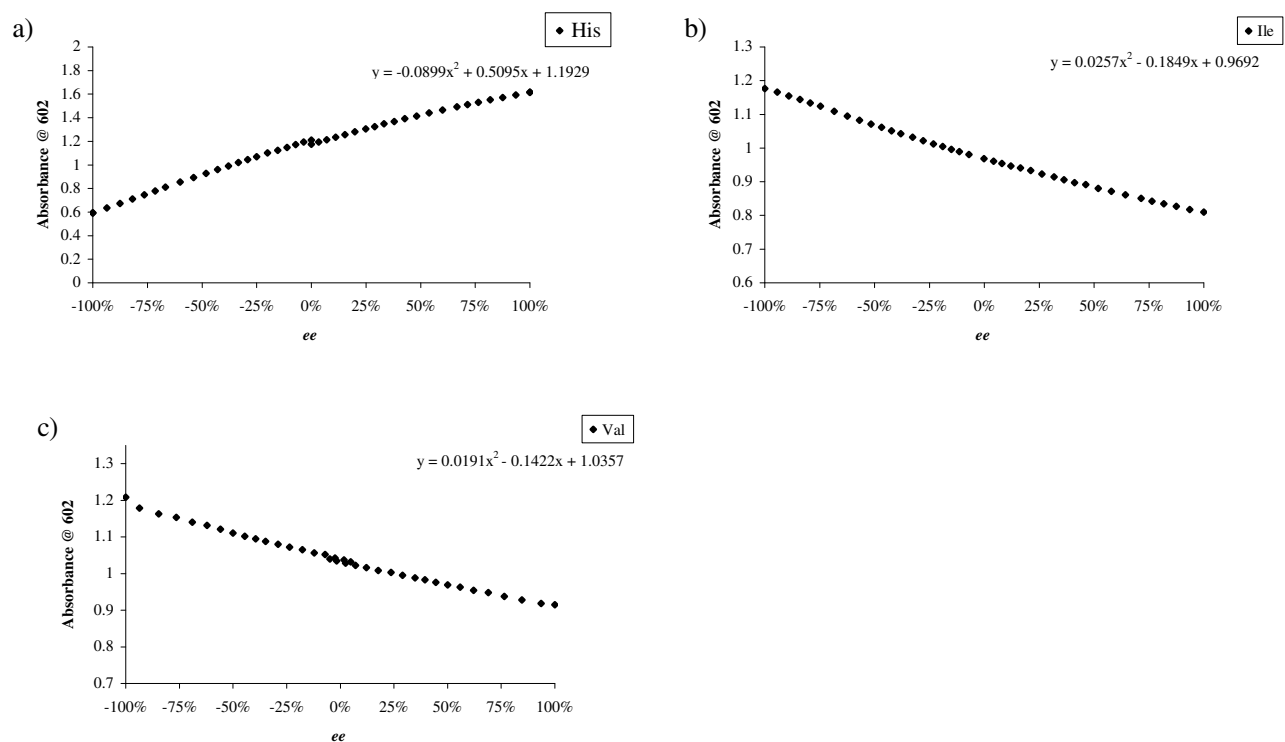 a)
His
y = -0.0899x² + 0.5095x + 1.1929
Absorbance @ 602
2
1.8
1.6
1.4
1.2
1
0.8
0.6
0.4
0.2
0
-100% -75% -50% -25% 0% 25% 50% 75% 100%
ee
b)
Ile
y = 0.0257x² - 0.1849x + 0.9692
Absorbance @ 602
1.3
1.2
1.1
1
0.9
0.8
0.7
0.6
-100% -75% -50% -25% 0% 25% 50% 75% 100%
ee
c)
Val
y = 0.0191x² - 0.1422x + 1.0357
Absorbance @ 602
1.3
1.2
1.1
1
0.9
0.8
0.7
-100% -75% -50% -25% 0% 25% 50% 75% 100%
ee